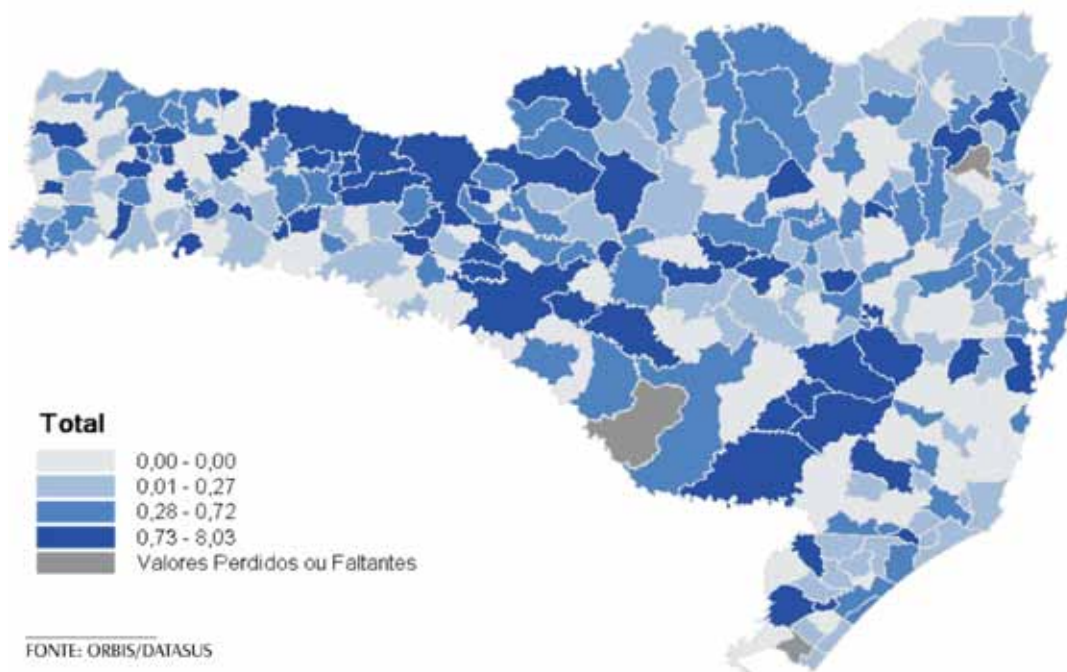 Total
0,00 - 0,00
0,01 - 0,27
0,28 - 0,72
0,73 - 8,03
Valores Perdidos ou Faltantes
FONTE: ORBIS/DATASUS